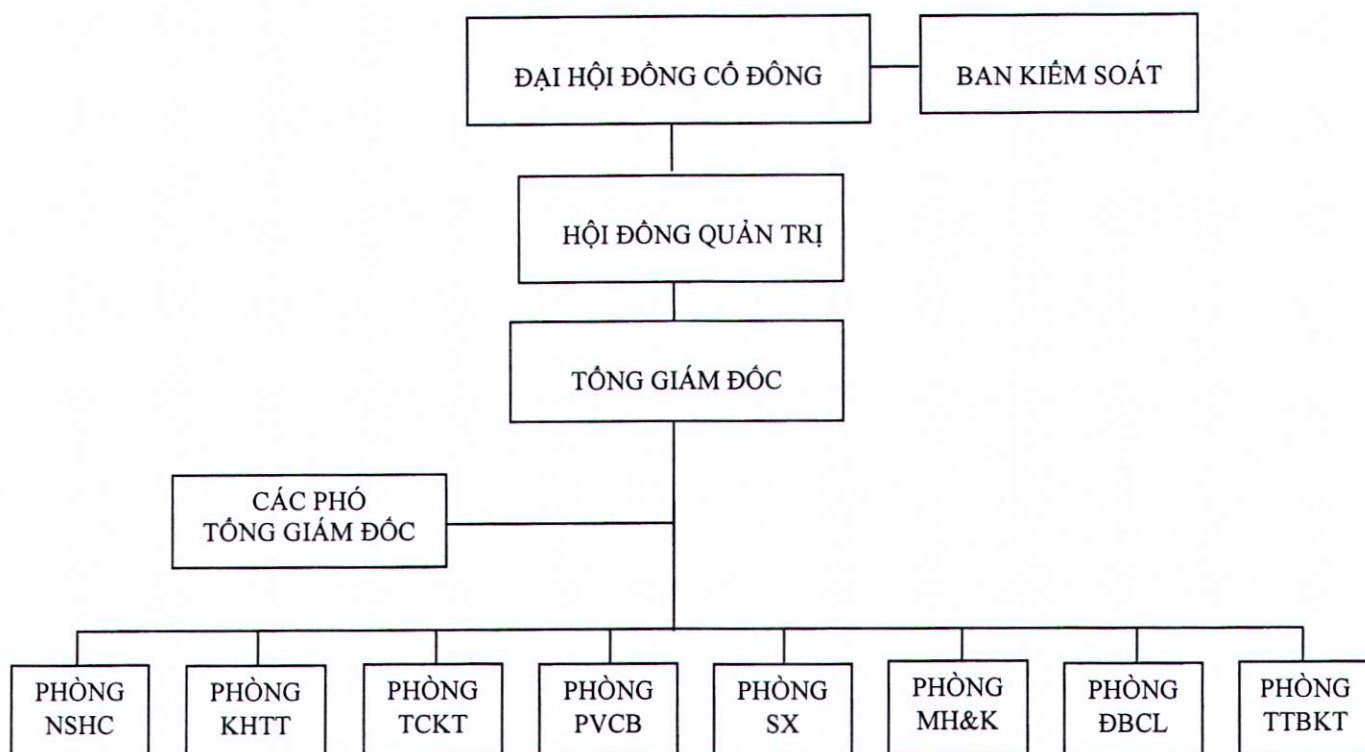 ĐẠI HỘI ĐỒNG CỔ ĐÔNG
BAN KIỂM SOÁT
HỘI ĐỒNG QUẢN TRỊ
TỔNG GIÁM ĐỐC
CÁC PHÓ
TỔNG GIÁM ĐỐC
PHÒNG
NSHC
PHÒNG
KHTT
PHÒNG
TCKT
PHÒNG
PVCB
PHÒNG
SX
PHÒNG
MH&K
PHÒNG
ĐBCL
PHÒNG
TTBKT